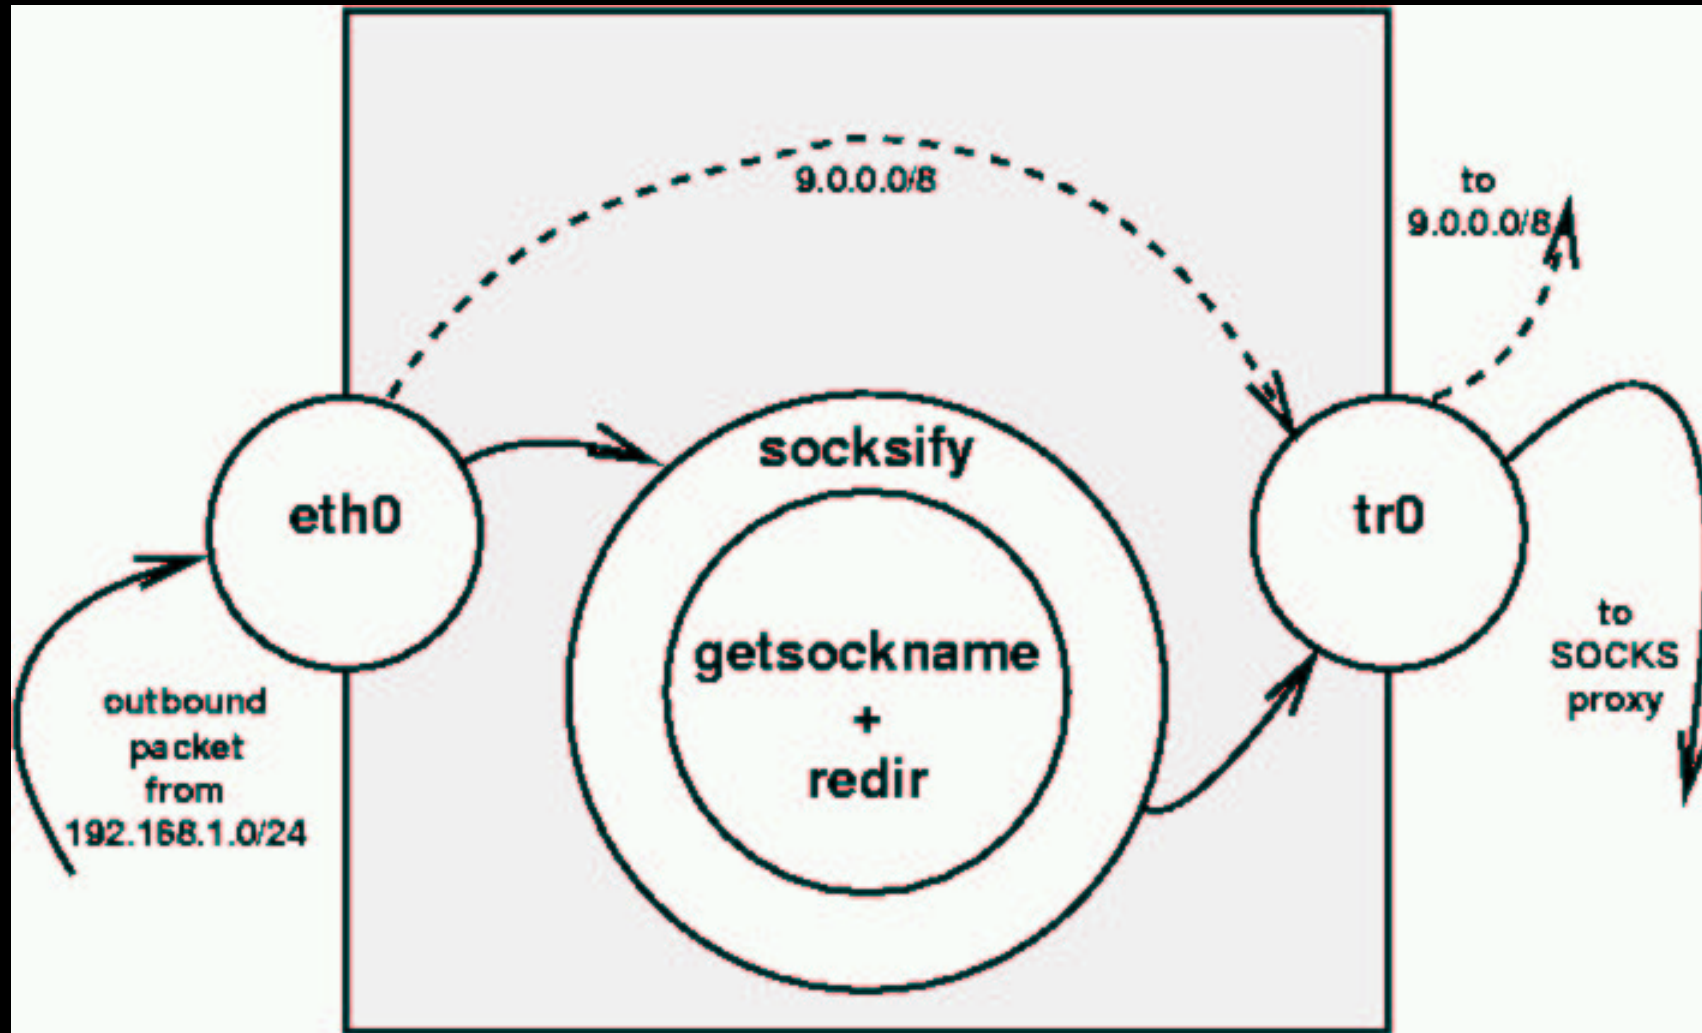 9.0.0.0/8
to
9.0.0.0/8
socksify
eth0
tr0
getsockname
+
redir
outbound
packet
from
192.168.1.0/24
to
SOCKS
proxy